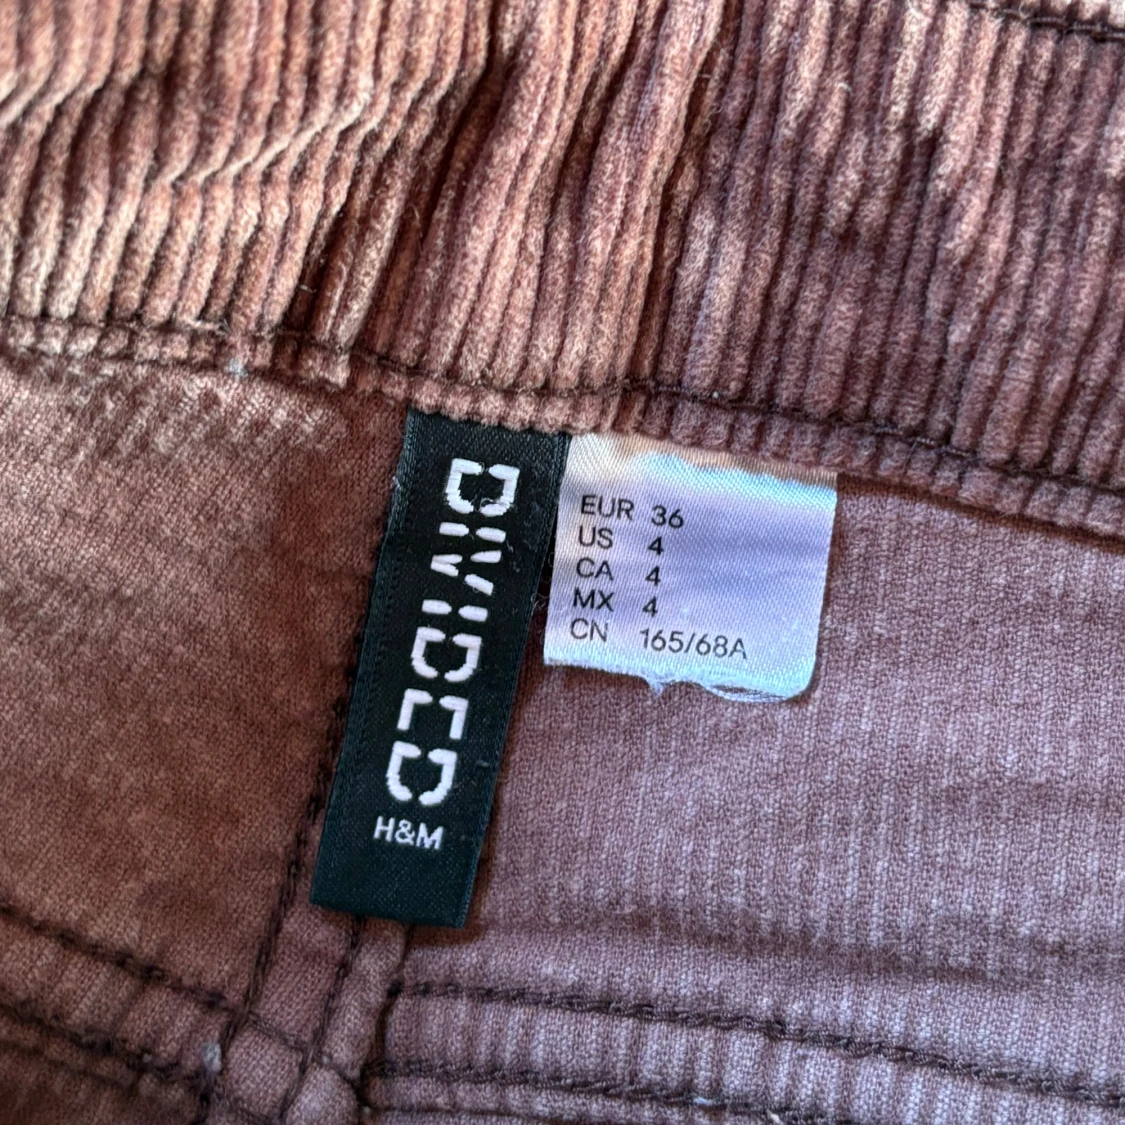 DIVIDED
H&M
EUR 36
US 4
CA 4
MX 4
CN 165/68A